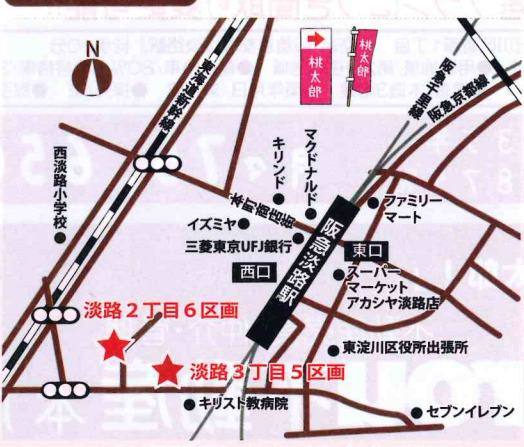 N
東海道新幹線
桃太郎
桃太郎
阪急千里線
阪急京都線
西淡路小学校
キリンド
マクドナルド
本町商店街
イズミヤ
三菱東京UFJ銀行
ファミリー
マート
阪急淡路駅
西口
東口
スーパー
マーケット
アカシヤ淡路店
淡路2丁目6区画
淡路3丁目5区画
東淀川区役所出張所
キリスト教病院
セブンイレブン